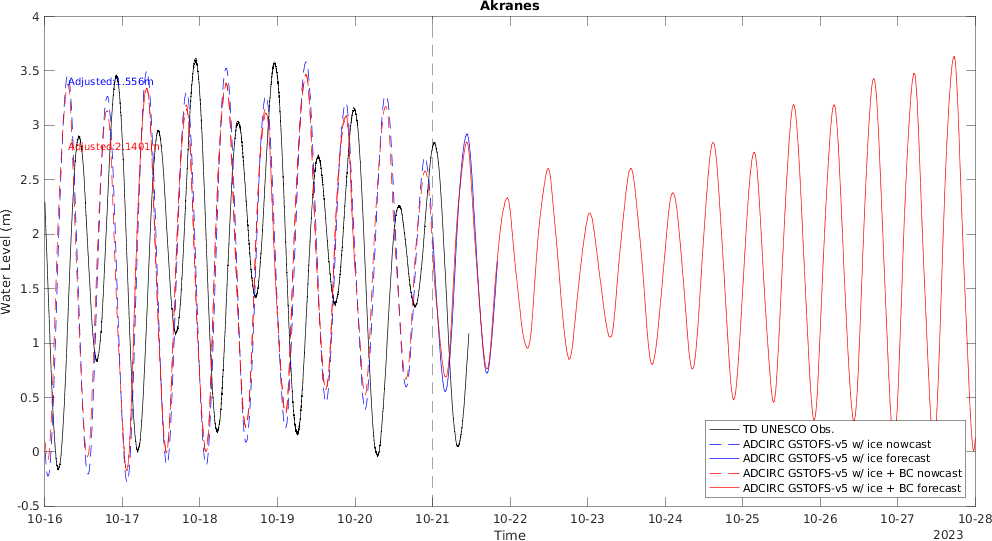 Akranes
4
3.5
3
2.5
2
1.5
1
0.5
0
-0.5
Water Level (m)
Adjusted:1.556m
Adjusted:2.1401m
TD UNESCO Obs.
ADCIRC GSTOFS-v5 w/ ice nowcast
ADCIRC GSTOFS-v5 w/ ice forecast
ADCIRC GSTOFS-v5 w/ ice + BC nowcast
ADCIRC GSTOFS-v5 w/ ice + BC forecast
10-16 10-17 10-18 10-19 10-20 10-21 10-22 10-23 10-24 10-25 10-26 10-27 10-28
Time
2023